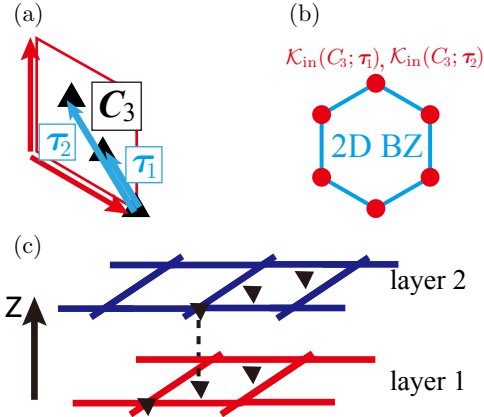 (a)
C₃
τ₂
τ₁
(b)
𝒦ᵢₙ(C₃; τ₁), 𝒦ᵢₙ(C₃; τ₂)
2D BZ
(c)
Z
layer 2
layer 1